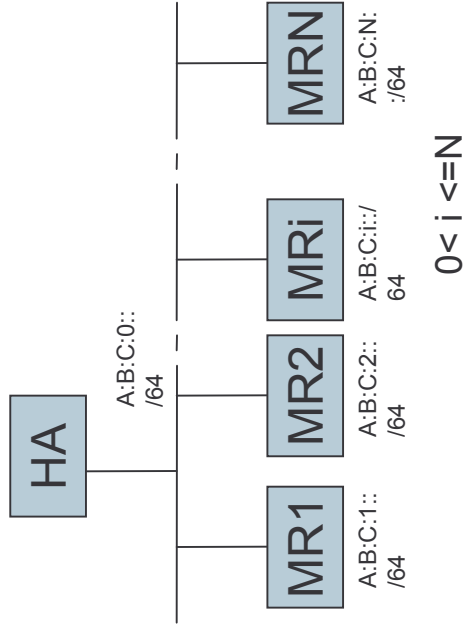 HA
A:B:C:0::
/64
MR1
MR2
MRi
MRN
A:B:C:1::
/64
A:B:C:2::
/64
A:B:C:i::/
64
A:B:C:N:
:/64
0< i <=N